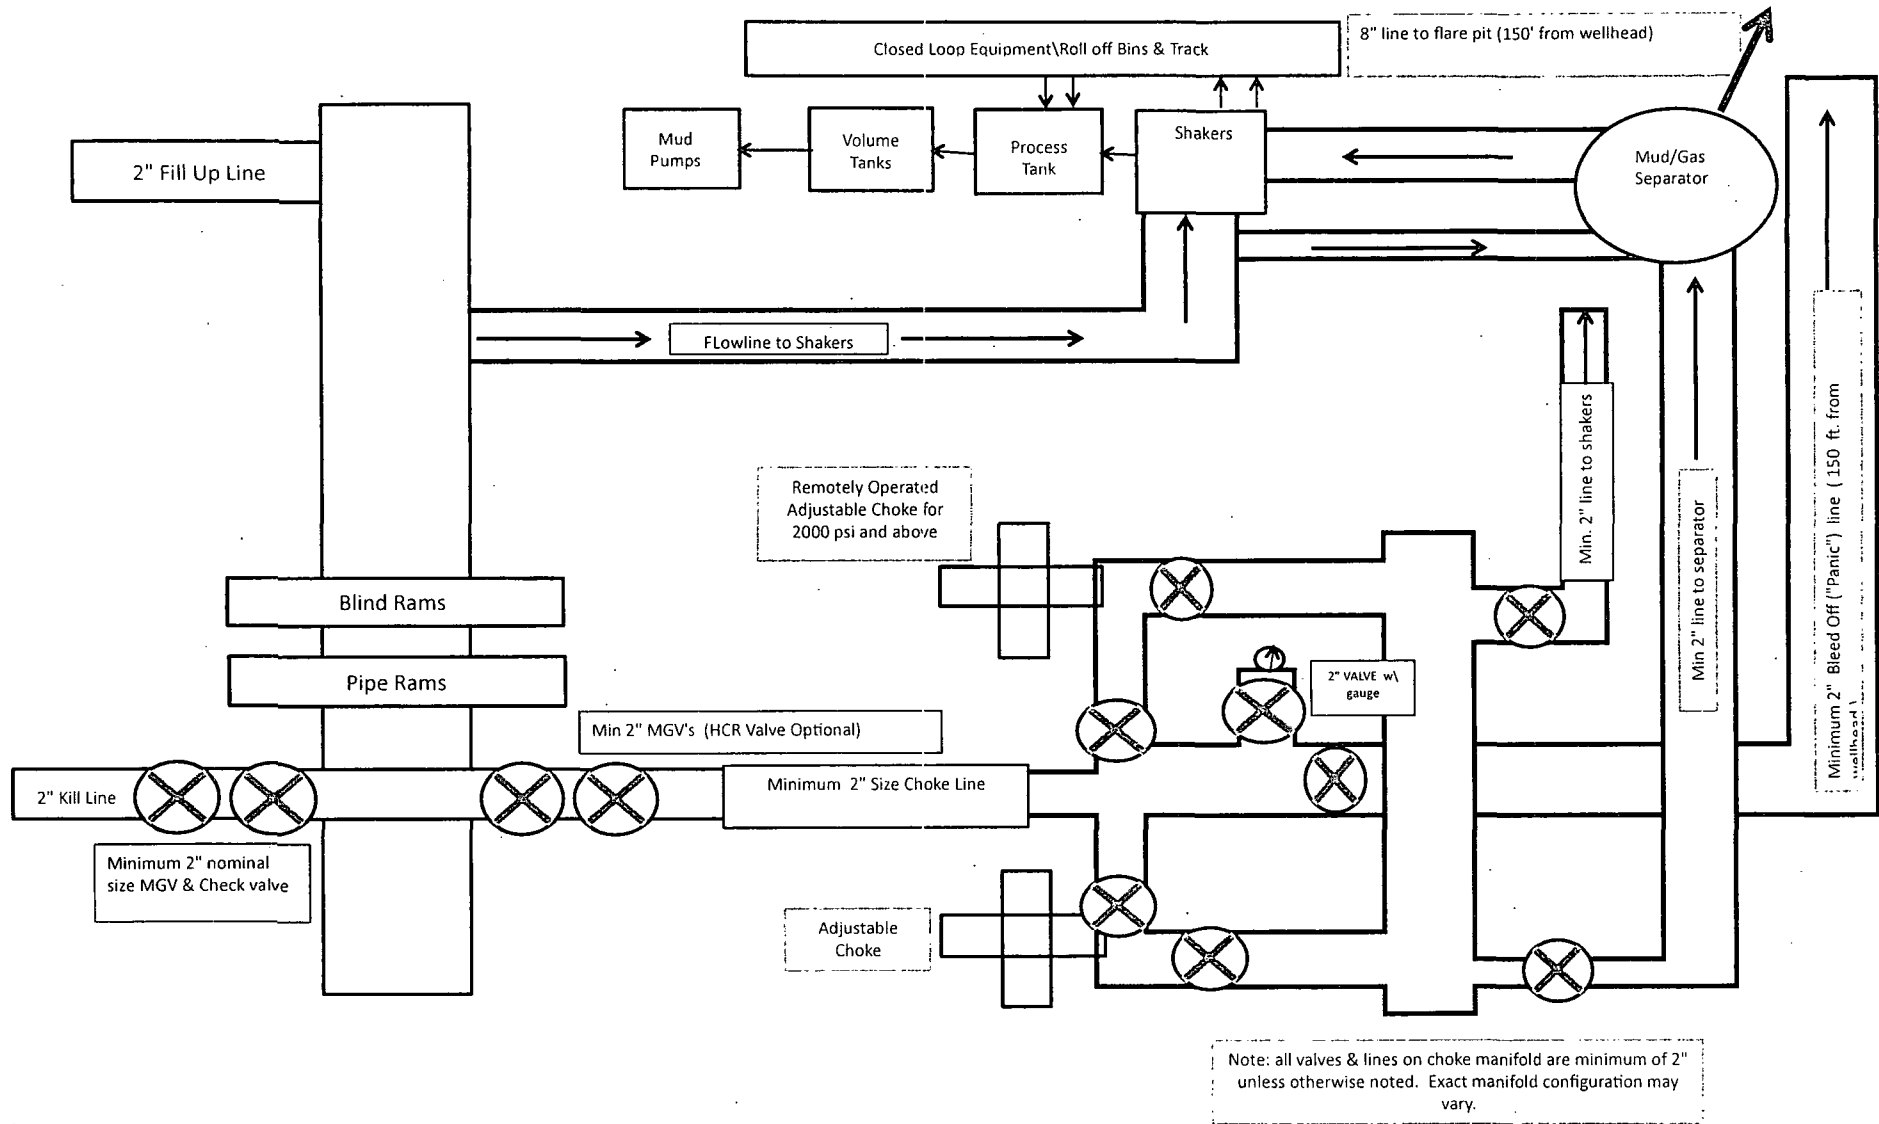 Closed Loop Equipment\Roll off Bins & Track
8" line to flare pit (150' from wellhead)
2" Fill Up Line
Mud
Pumps
Volume
Tanks
Process
Tank
Shakers
Mud/Gas
Separator
FLowline to Shakers
Remotely Operated
Adjustable Choke for
2000 psi and above
Min. 2" line to shakers
Min 2" line to separator
Minimum 2" Bleed Off ("Panic") line ( 150 ft. from
wellhead)
Blind Rams
Pipe Rams
2" VALVE w\
gauge
Min 2" MGV's (HCR Valve Optional)
2" Kill Line
Minimum 2" Size Choke Line
Minimum 2" nominal
size MGV & Check valve
Adjustable
Choke
Note: all valves & lines on choke manifold are minimum of 2"
unless otherwise noted. Exact manifold configuration may
vary.